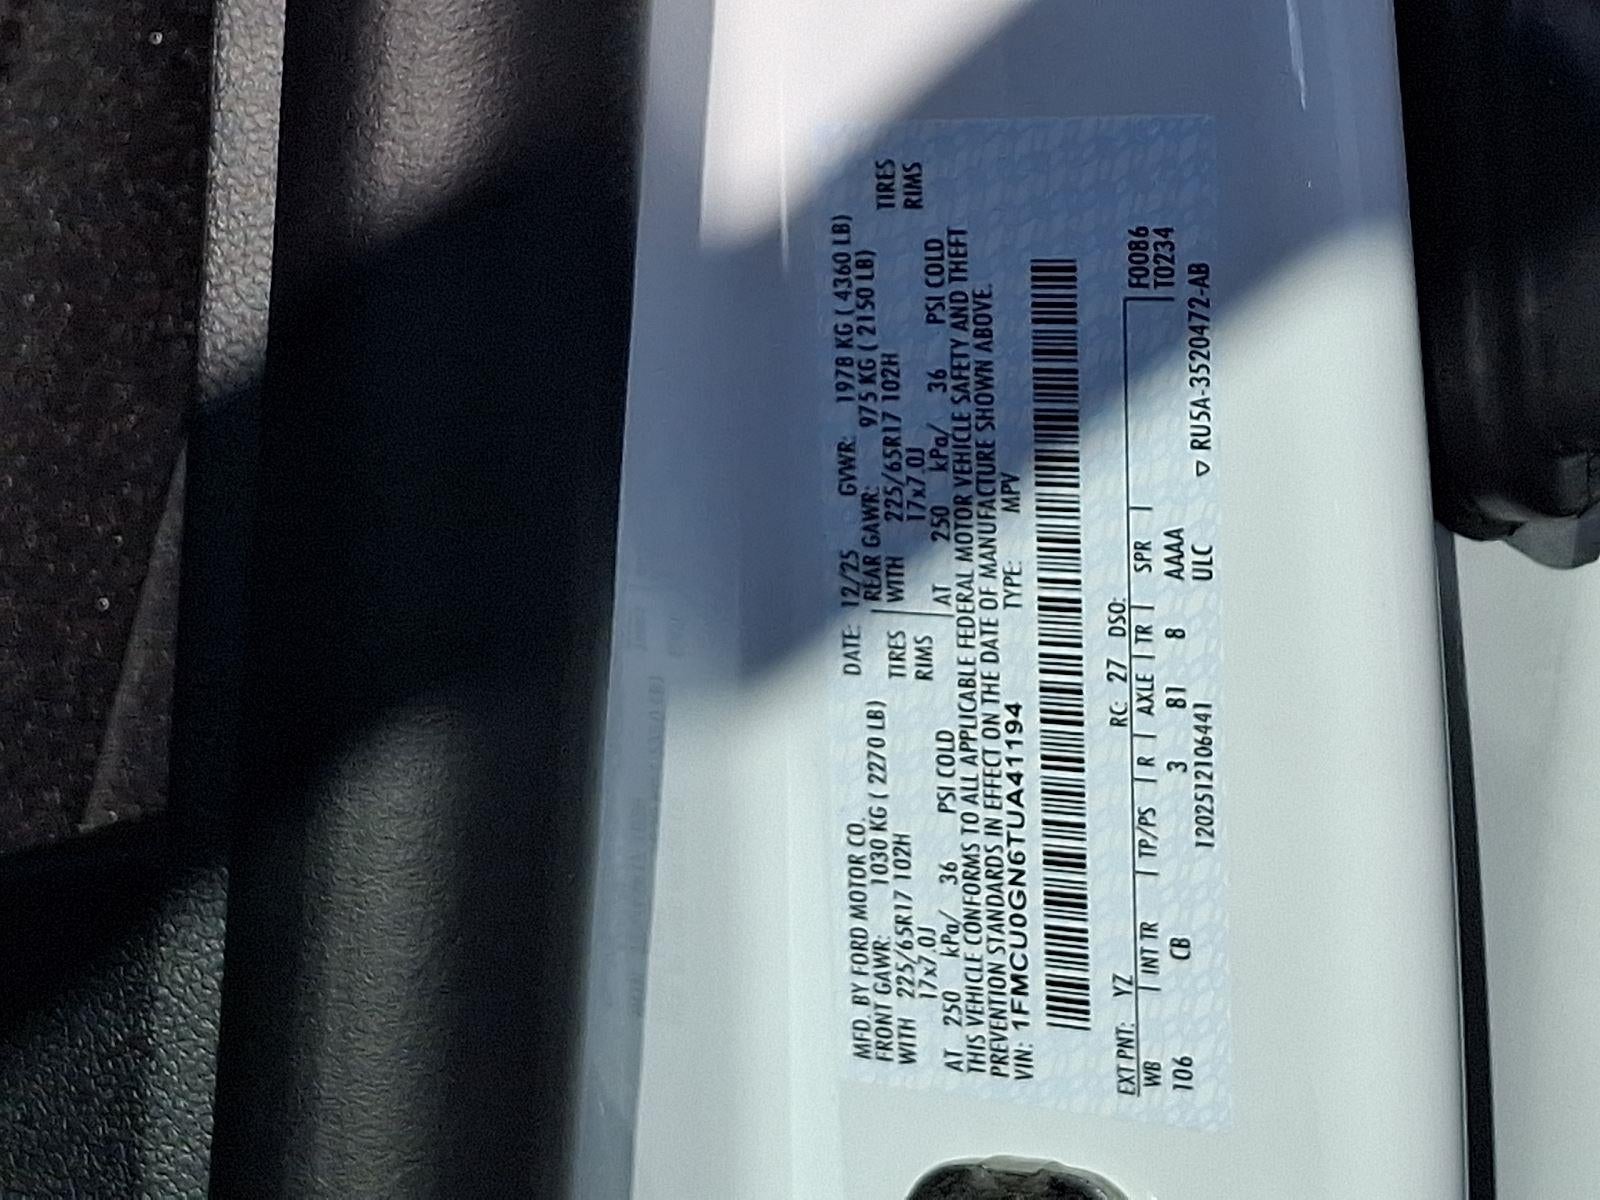 MFD. BY FORD MOTOR CO. DATE: 12/25 GVWR: 1978 KG ( 4360 LB)
FRONT GAWR: 1030 KG ( 2270 LB) REAR GAWR: 975 KG ( 2150 LB)
WITH 225/65R17 102H TIRES WITH 225/65R17 102H TIRES
17x7.0J RIMS 17x7.0J RIMS
AT 250 kPa/ 36 PSI COLD AT 250 kPa/ 36 PSI COLD
THIS VEHICLE CONFORMS TO ALL APPLICABLE FEDERAL MOTOR VEHICLE SAFETY AND THEFT
PREVENTION STANDARDS IN EFFECT ON THE DATE OF MANUFACTURE SHOWN ABOVE.
VIN: 1FMCU0GN6TUA41194 TYPE: MPV
EXT PNT: YZ RC: 27 DSO: F0086
WB | INT TR | TP/PS | R | AXLE | TR | SPR | T0234
106 CB 3 81 8 AAAA
1202512106441 ULC ▽ RU5A-3520472-AB